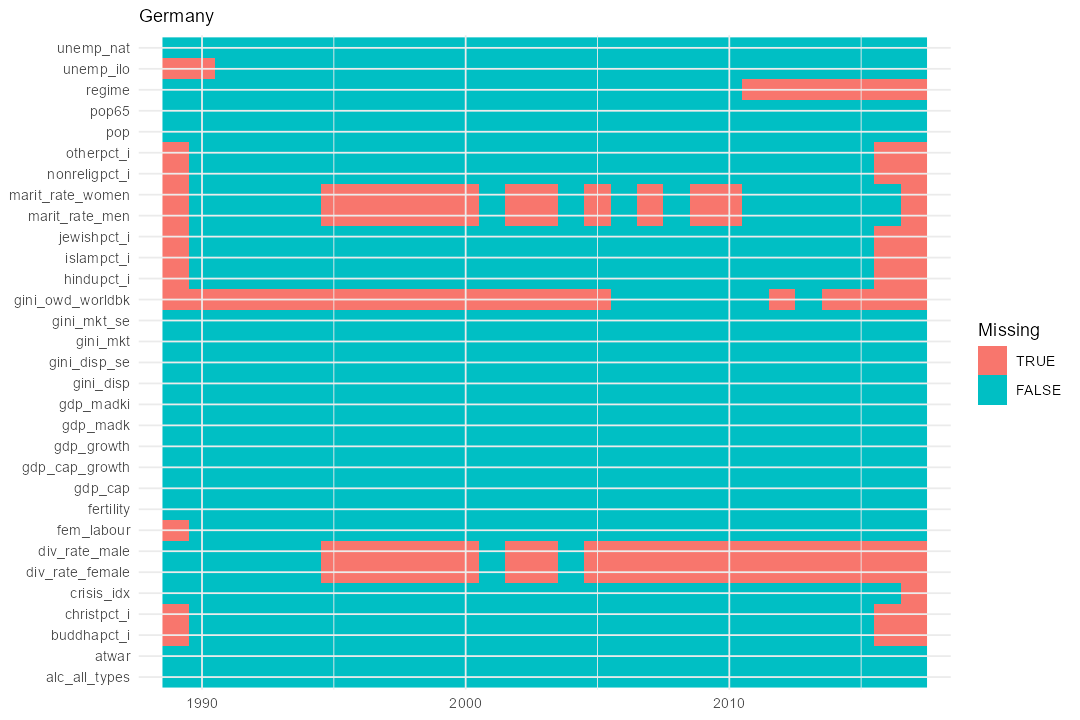 Germany
unemp_nat
unemp_ilo
regime
pop65
pop
otherpct_i
nonreligpct_i
marit_rate_women
marit_rate_men
jewishpct_i
islampct_i
hindupct_i
gini_owd_worldbk
gini_mkt_se
gini_mkt
gini_disp_se
gini_disp
gdp_madki
gdp_madk
gdp_growth
gdp_cap_growth
gdp_cap
fertility
fem_labour
div_rate_male
div_rate_female
crisis_idx
christpct_i
buddhapct_i
atwar
alc_all_types
1990 2000 2010
Missing
TRUE
FALSE